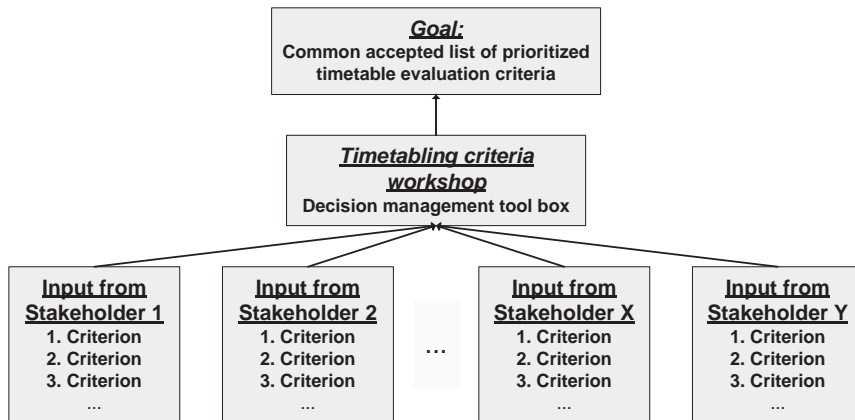 Goal:
Common accepted list of prioritized
timetable evaluation criteria
Timetabling criteria
workshop
Decision management tool box
Input from
Stakeholder 1
1. Criterion
2. Criterion
3. Criterion
...
Input from
Stakeholder 2
1. Criterion
2. Criterion
3. Criterion
...
...
Input from
Stakeholder X
1. Criterion
2. Criterion
3. Criterion
...
Input from
Stakeholder Y
1. Criterion
2. Criterion
3. Criterion
...